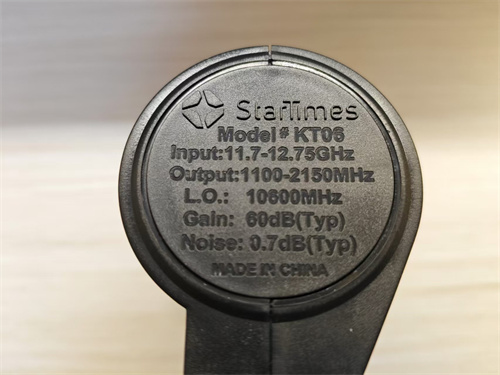 StarTimes
Model# KT06
Input:11.7-12.75GHz
Output:1100-2150MHz
L.O.: 10600MHz
Gain: 60dB(Typ)
Noise: 0.7dB(Typ)
MADE IN CHINA